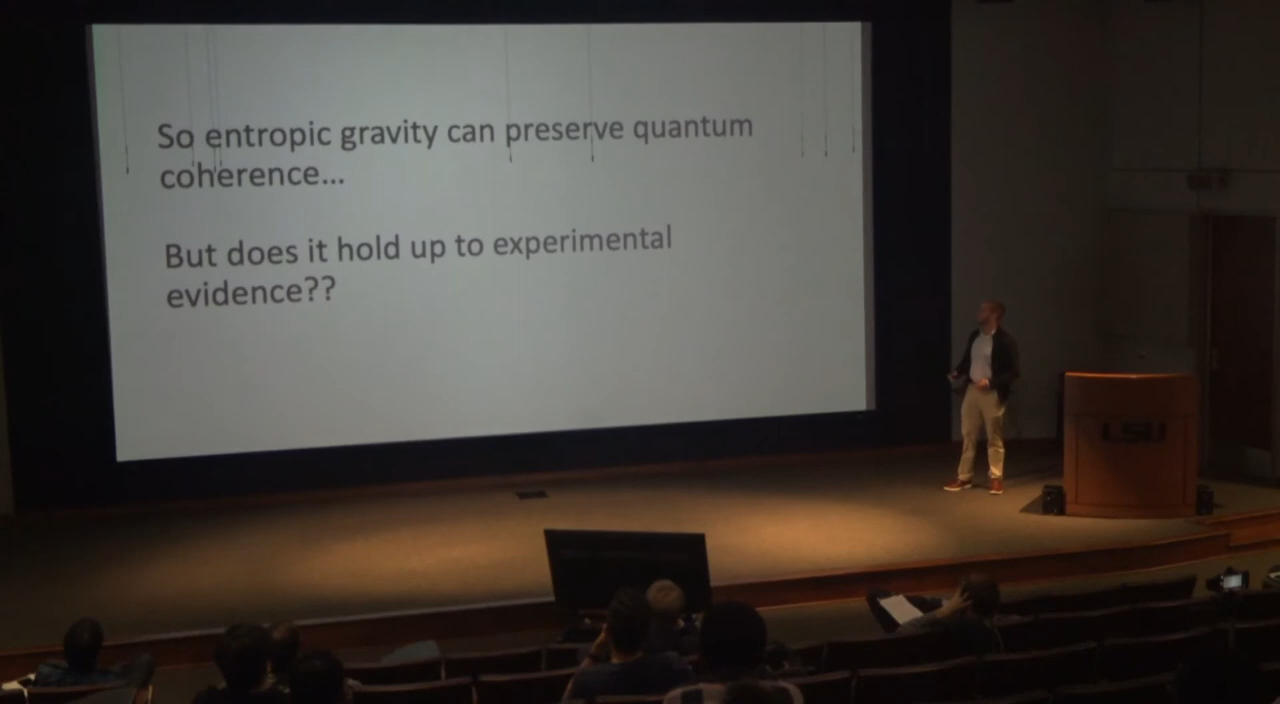 So entropic gravity can preserve quantum
coherence...
But does it hold up to experimental
evidence??
LSU